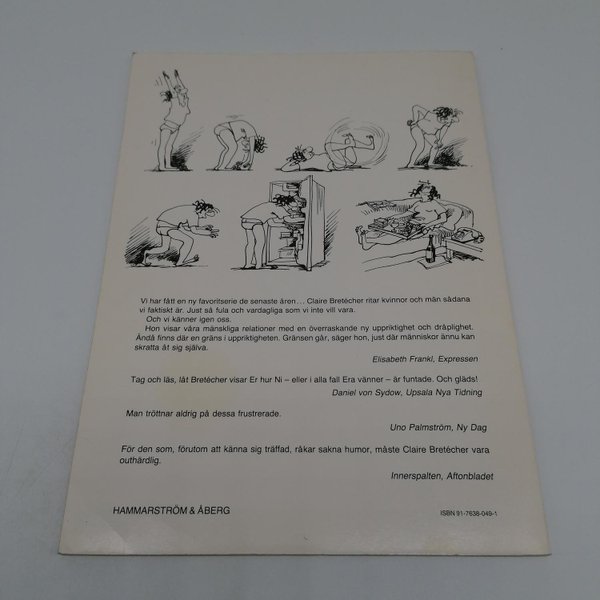 Vi har fått en ny favoritserie de senaste åren... Claire Bretécher ritar kvinnor och män sådana
vi faktiskt är. Just så fula och vardagliga som vi inte vill vara.
Och vi känner igen oss.
Hon visar våra mänskliga relationer med en överraskande ny uppriktighet och dråplighet.
Ändå finns där en gräns i uppriktigheten. Gränsen går, säger hon, just där människor ännu kan
skratta åt sig själva.
Elisabeth Frankl, Expressen
Tag och läs, låt Bretécher visar Er hur Ni – eller i alla fall Era vänner – är funtade. Och gläds!
Daniel von Sydow, Upsala Nya Tidning
Man tröttnar aldrig på dessa frustrerade.
Uno Palmström, Ny Dag
För den som, förutom att känna sig träffad, råkar sakna humor, måste Claire Bretécher vara
outhärdlig.
Innerspalten, Aftonbladet
HAMMARSTRÖM & ÅBERG
ISBN 91-7638-049-1